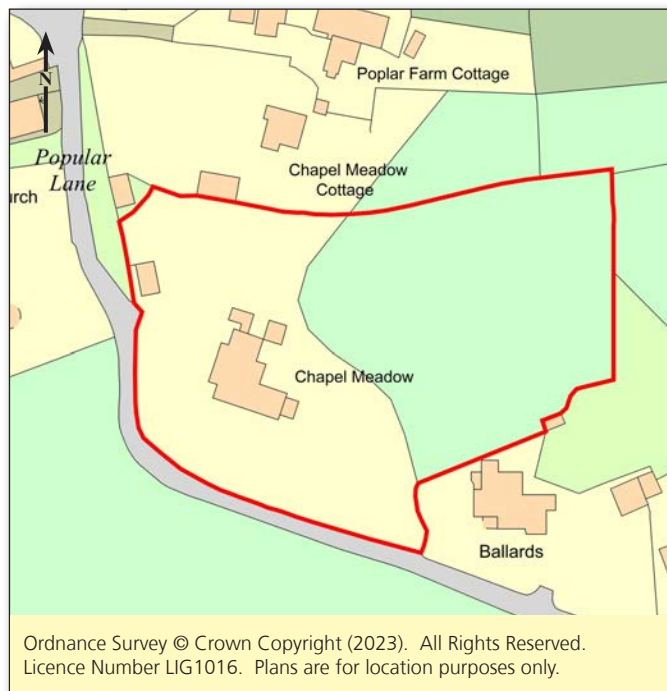 N
Poplar Farm Cottage
Popular
Lane
urch
Chapel Meadow
Cottage
Chapel Meadow
Ballards
Ordnance Survey © Crown Copyright (2023). All Rights Reserved.
Licence Number LIG1016. Plans are for location purposes only.